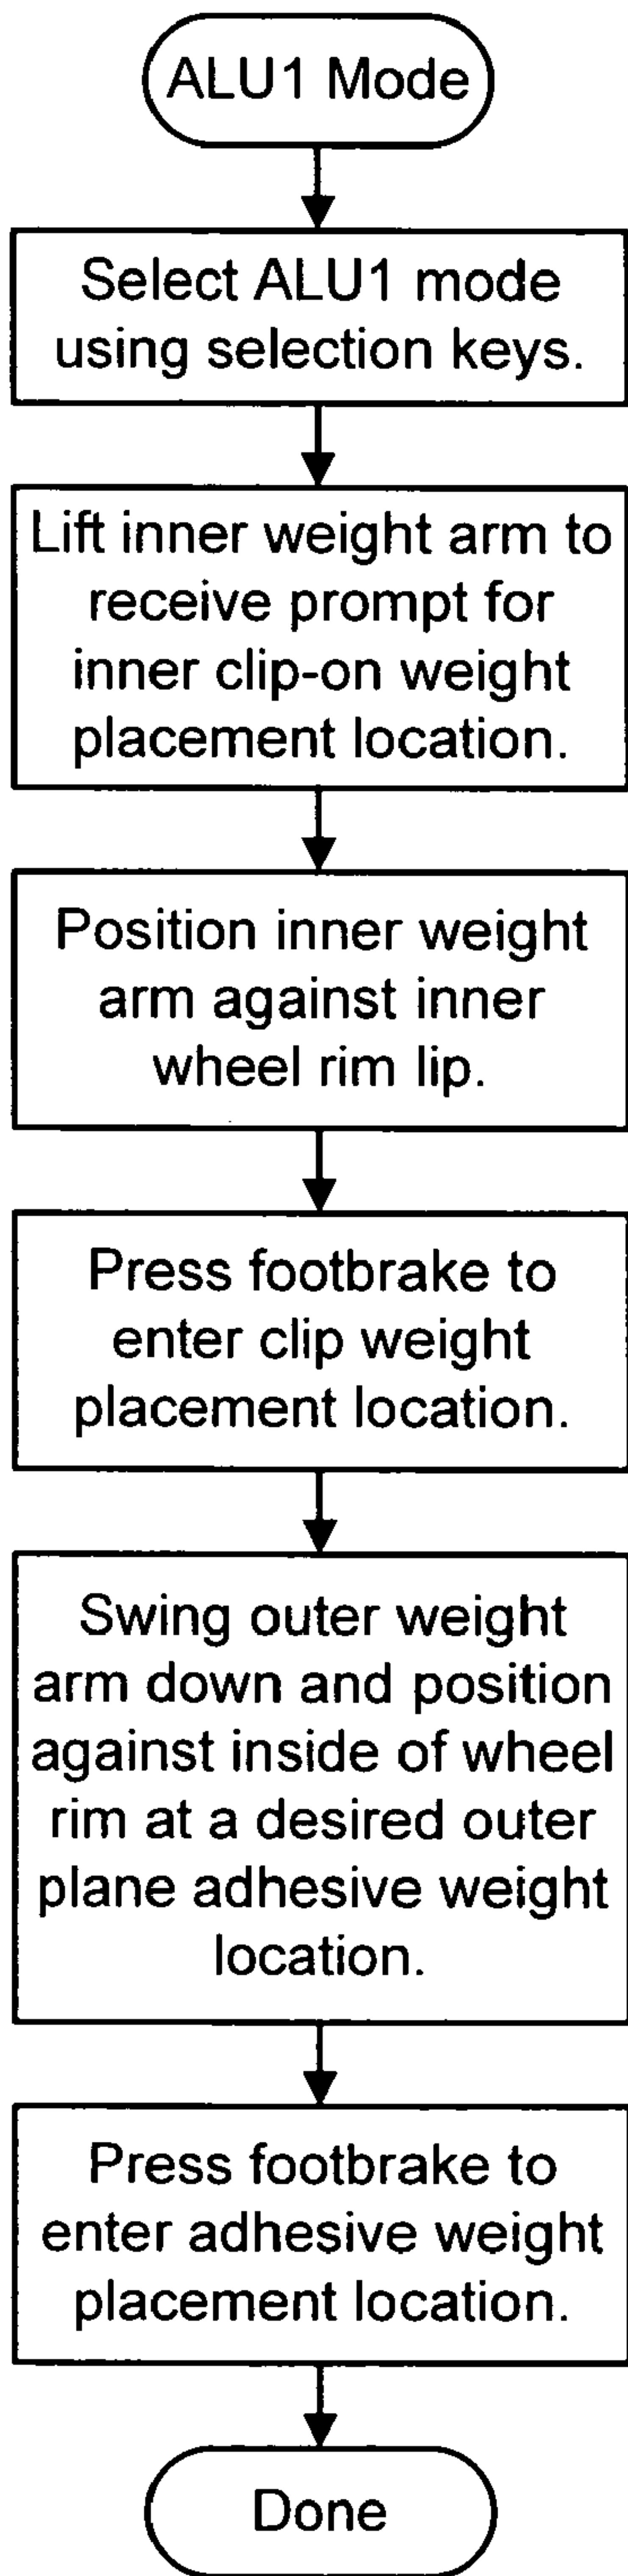 ALU1 Mode
Select ALU1 mode
using selection keys.
Lift inner weight arm to
receive prompt for
inner clip-on weight
placement location.
Position inner weight
arm against inner
wheel rim lip.
Press footbrake to
enter clip weight
placement location.
Swing outer weight
arm down and position
against inside of wheel
rim at a desired outer
plane adhesive weight
location.
Press footbrake to
enter adhesive weight
placement location.
Done